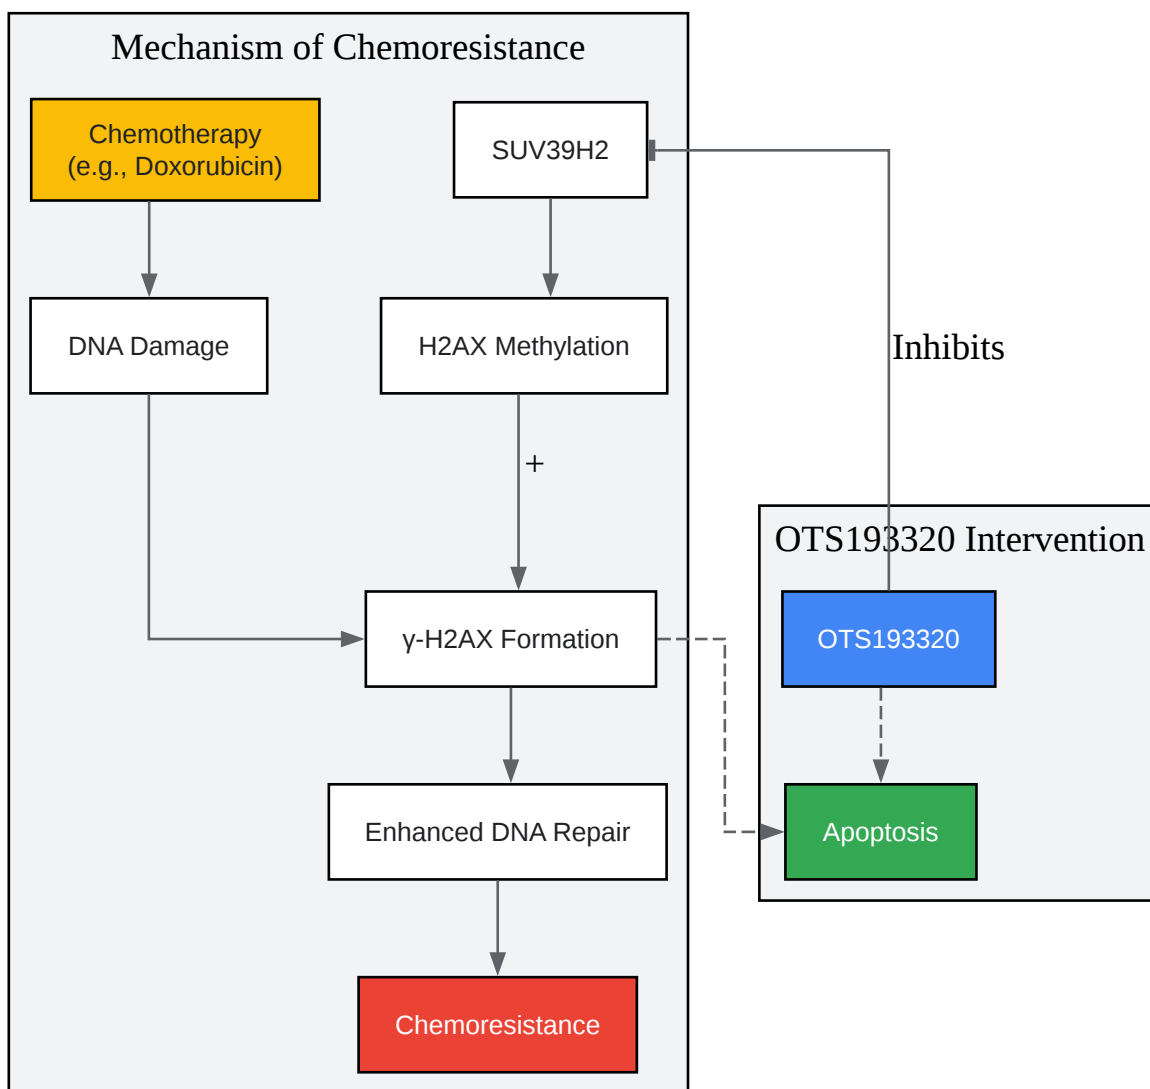 Mechanism of Chemoresistance
Chemotherapy
(e.g., Doxorubicin)
SUV39H2
DNA Damage
H2AX Methylation
Inhibits
+
OTS193320 Intervention
γ-H2AX Formation
OTS193320
Enhanced DNA Repair
Apoptosis
Chemoresistance